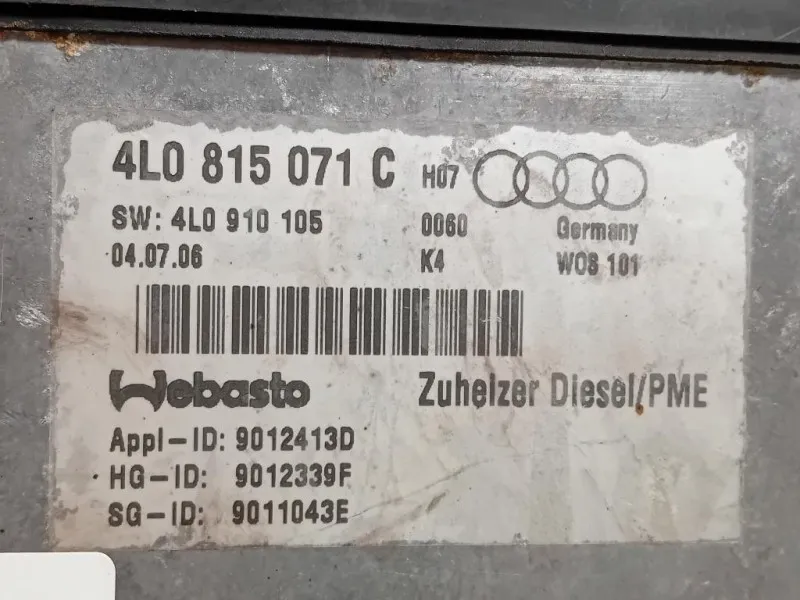 4L0 815 071 C H07
SW: 4L0 910 105 0060 Germany
04.07.06 K4 W08 101
Webasto Zuheizer Diesel/PME
Appl-ID: 9012413D
HG-ID: 9012339F
SG-ID: 9011043E